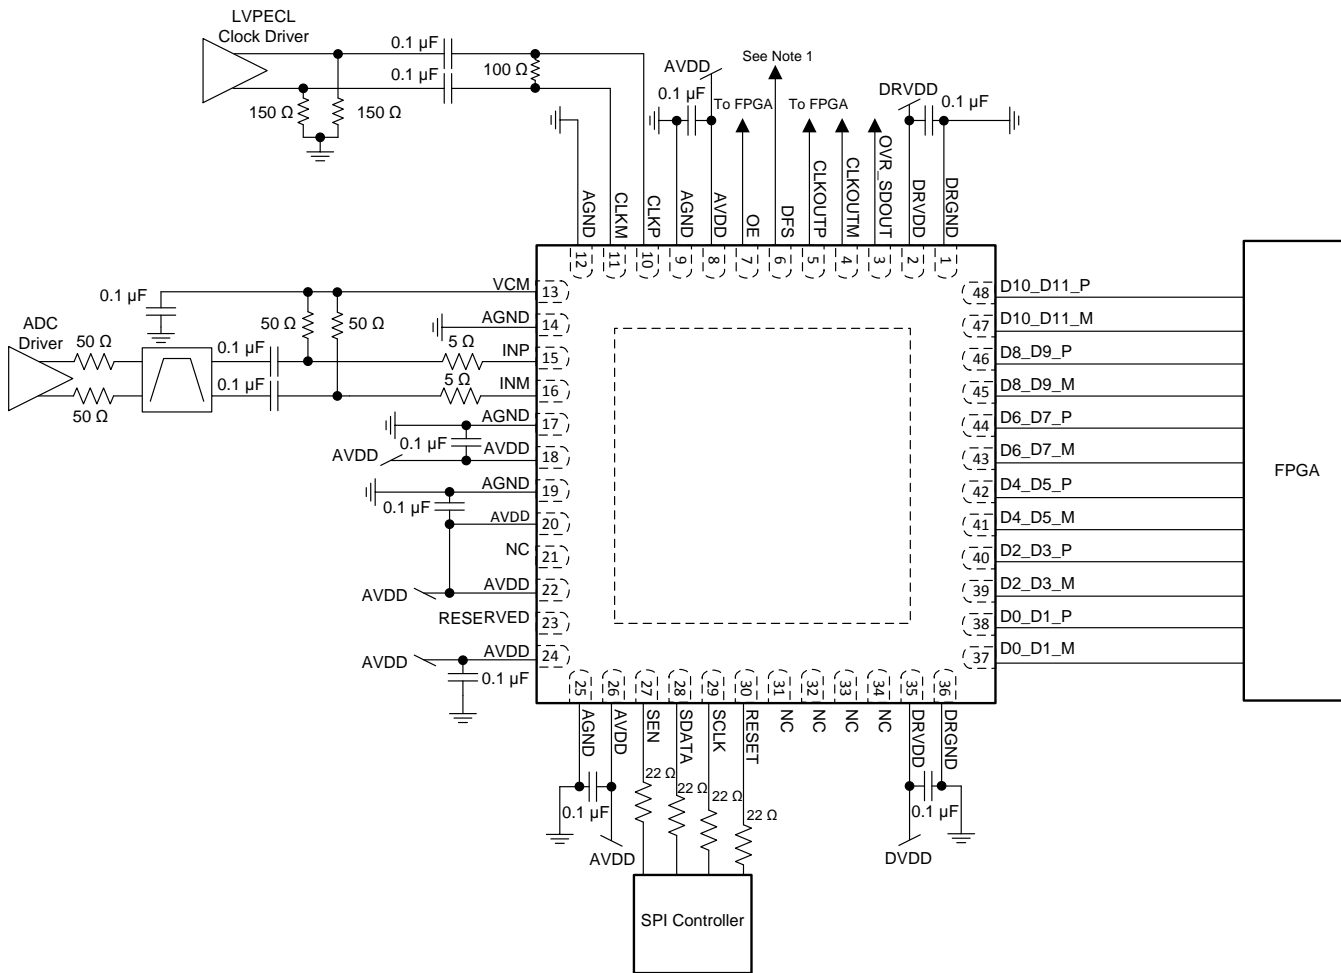 LVPECL
Clock Driver
0.1 µF
0.1 µF
100 Ω
150 Ω
150 Ω
See Note 1
AVDD
0.1 µF
To FPGA
To FPGA
DRVDD
0.1 µF
AGND
CLKM
CLKP
AGND
AVDD
OE
DFS
CLKOUTP
CLKOUTM
OVR_SDOUT
DRVDD
DRGND
12
11
10
9
8
7
6
5
4
3
2
1
0.1 µF
ADC
Driver
50 Ω
50 Ω
0.1 µF
0.1 µF
50 Ω
50 Ω
5 Ω
5 Ω
VCM
13
AGND
14
INP
15
INM
16
AGND
17
0.1 µF
AVDD
AVDD
18
AGND
19
0.1 µF
AVDD
20
NC
21
AVDD
AVDD
22
RESERVED
23
AVDD
AVDD
24
0.1 µF
48
D10_D11_P
47
D10_D11_M
46
D8_D9_P
45
D8_D9_M
44
D6_D7_P
43
D6_D7_M
42
D4_D5_P
41
D4_D5_M
40
D2_D3_P
39
D2_D3_M
38
D0_D1_P
37
D0_D1_M
FPGA
25
26
27
28
29
30
31
32
33
34
35
36
AGND
AVDD
SEN
SDATA
SCLK
RESET
NC
NC
NC
NC
DRVDD
DRGND
0.1 µF
AVDD
22 Ω
22 Ω
22 Ω
22 Ω
0.1 µF
DVDD
SPI Controller